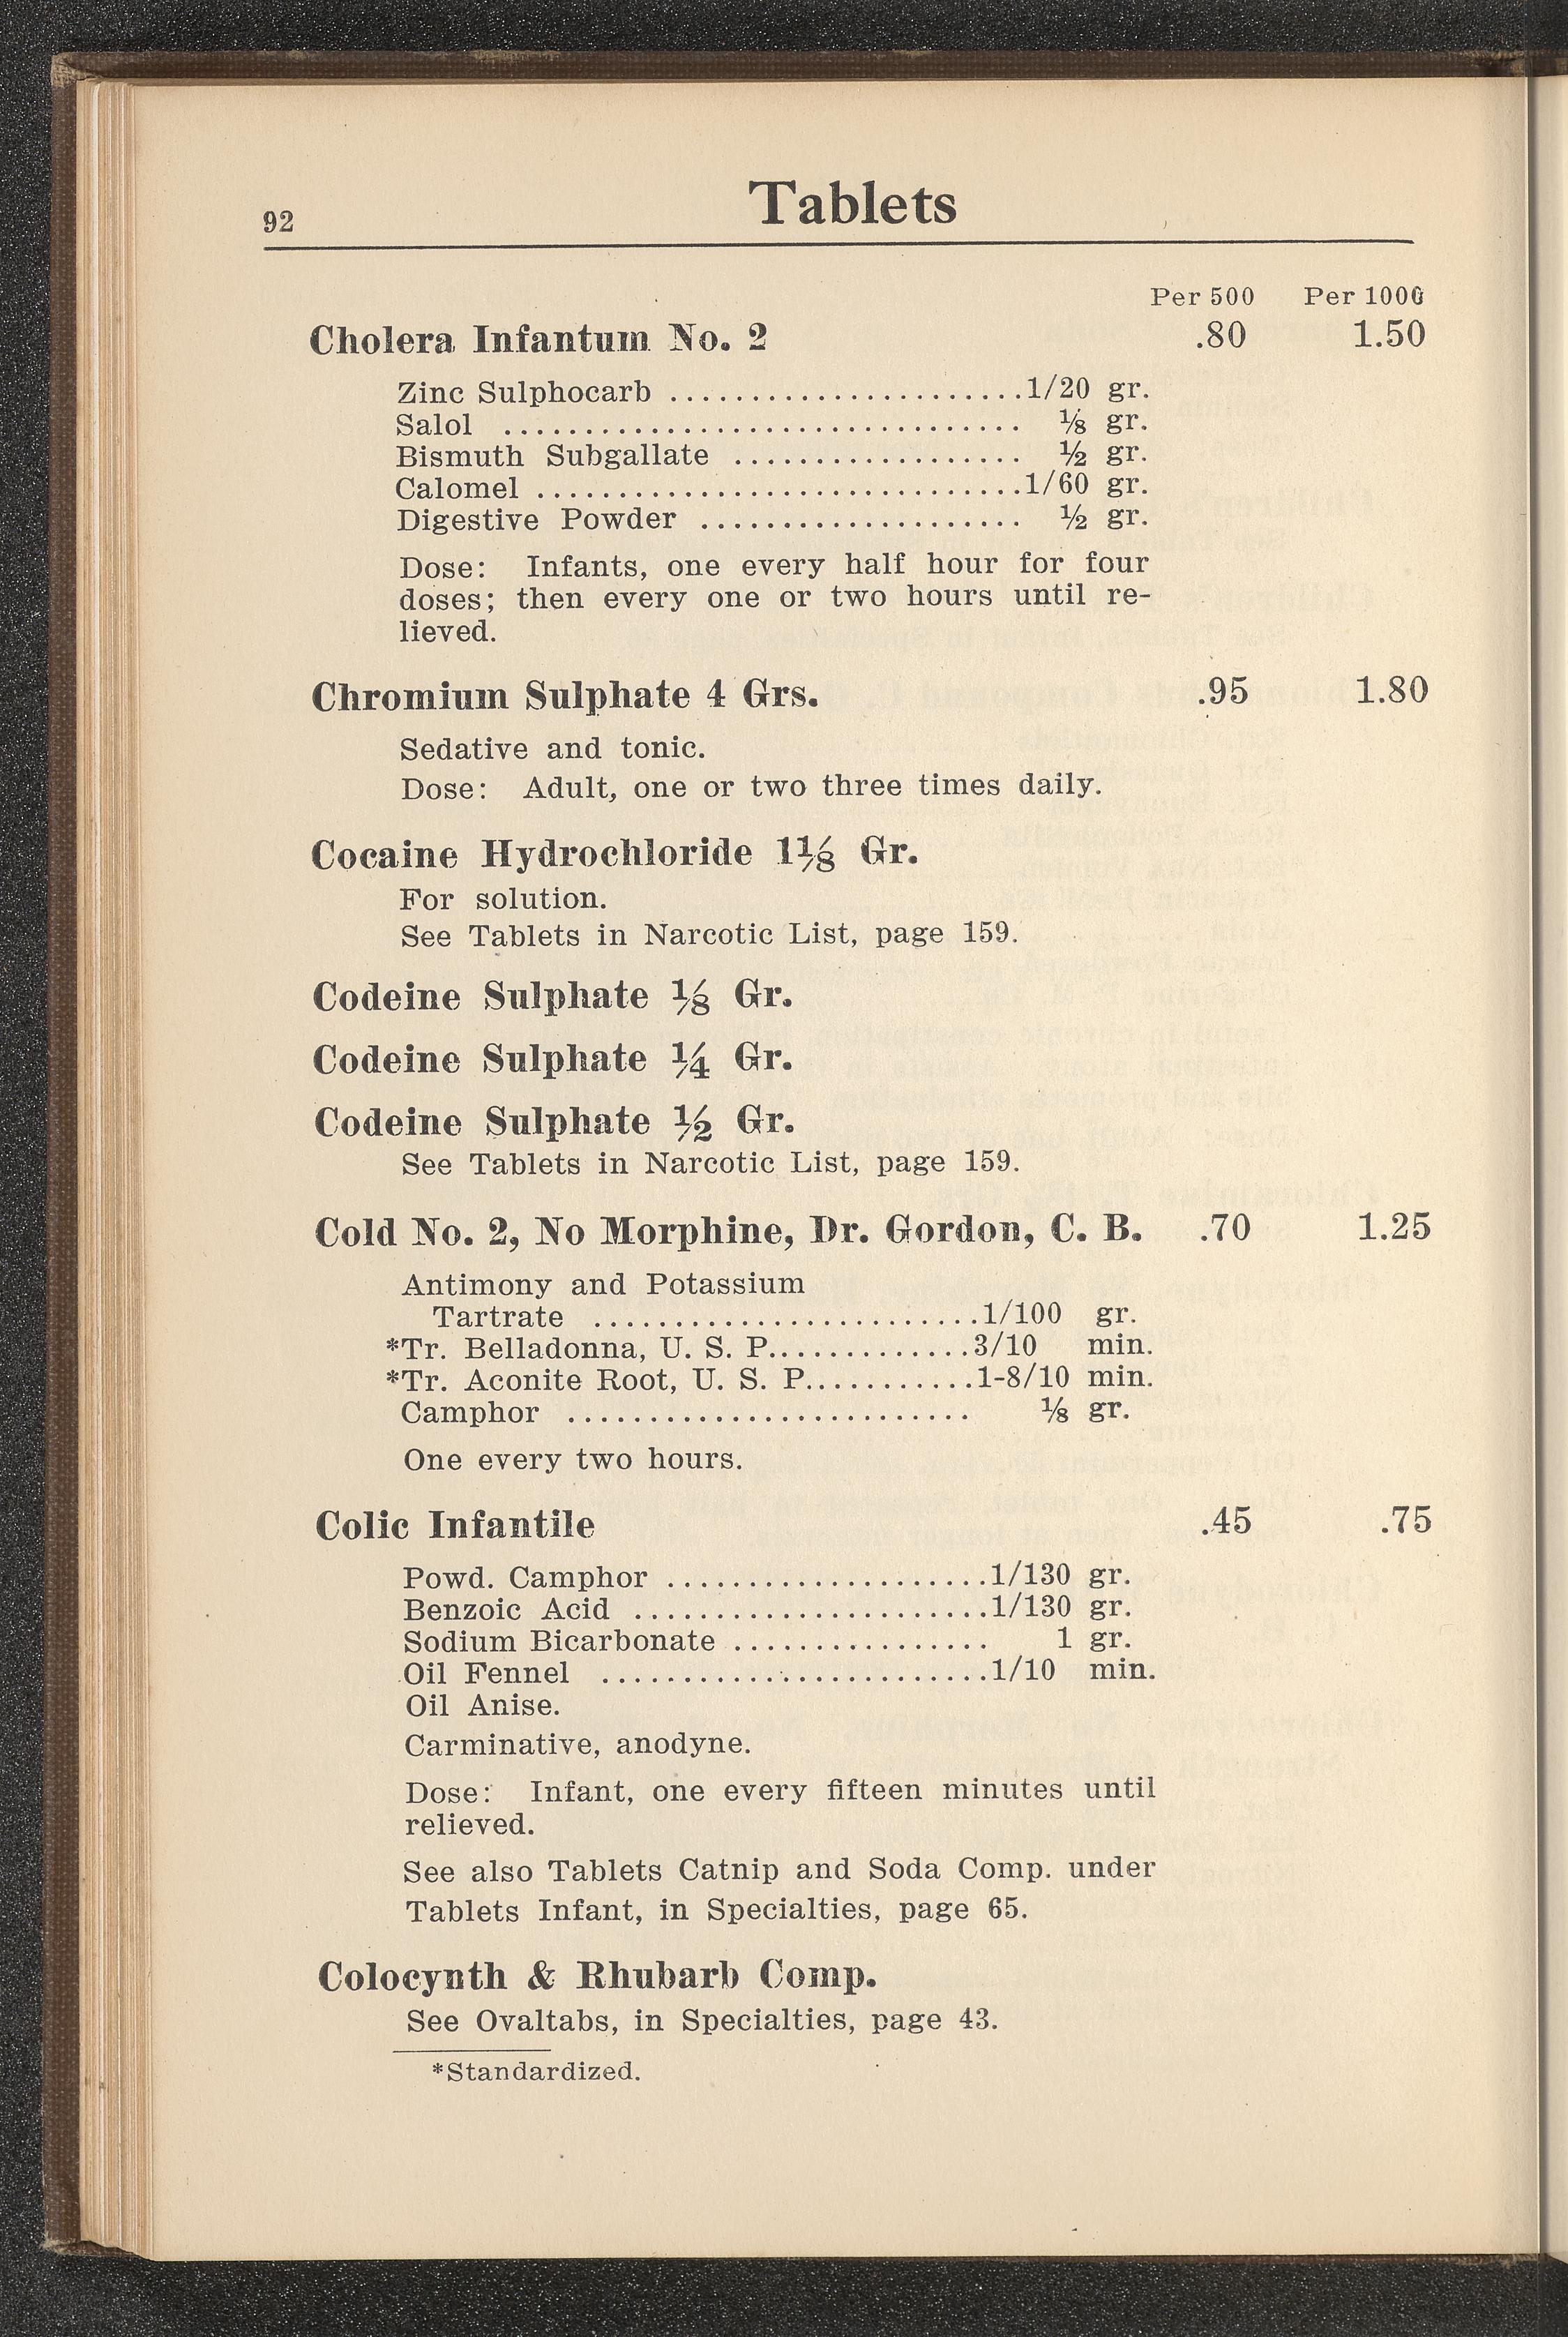 92
Tablets
Per 500 Per 1000
Cholera Infantum No. 2 .80 1.50
Zinc Sulphocarb ......................1/20 gr.
Salol ................................ ⅛ gr.
Bismuth Subgallate .................. ½ gr.
Calomel ..............................1/60 gr.
Digestive Powder .................... ½ gr.
Dose: Infants, one every half hour for four
doses; then every one or two hours until re-
lieved.
Chromium Sulphate 4 Grs. .95 1.80
Sedative and tonic.
Dose: Adult, one or two three times daily.
Cocaine Hydrochloride 1⅛ Gr.
For solution.
See Tablets in Narcotic List, page 159.
Codeine Sulphate ⅛ Gr.
Codeine Sulphate ¼ Gr.
Codeine Sulphate ½ Gr.
See Tablets in Narcotic List, page 159.
Cold No. 2, No Morphine, Dr. Gordon, C. B. .70 1.25
Antimony and Potassium
Tartrate ........................1/100 gr.
*Tr. Belladonna, U. S. P.............3/10 min.
*Tr. Aconite Root, U. S. P...........1-8/10 min.
Camphor ......................... ⅛ gr.
One every two hours.
Colic Infantile .45 .75
Powd. Camphor ....................1/130 gr.
Benzoic Acid ......................1/130 gr.
Sodium Bicarbonate ................ 1 gr.
Oil Fennel ........................1/10 min.
Oil Anise.
Carminative, anodyne.
Dose: Infant, one every fifteen minutes until
relieved.
See also Tablets Catnip and Soda Comp. under
Tablets Infant, in Specialties, page 65.
Colocynth & Rhubarb Comp.
See Ovaltabs, in Specialties, page 43.
*Standardized.